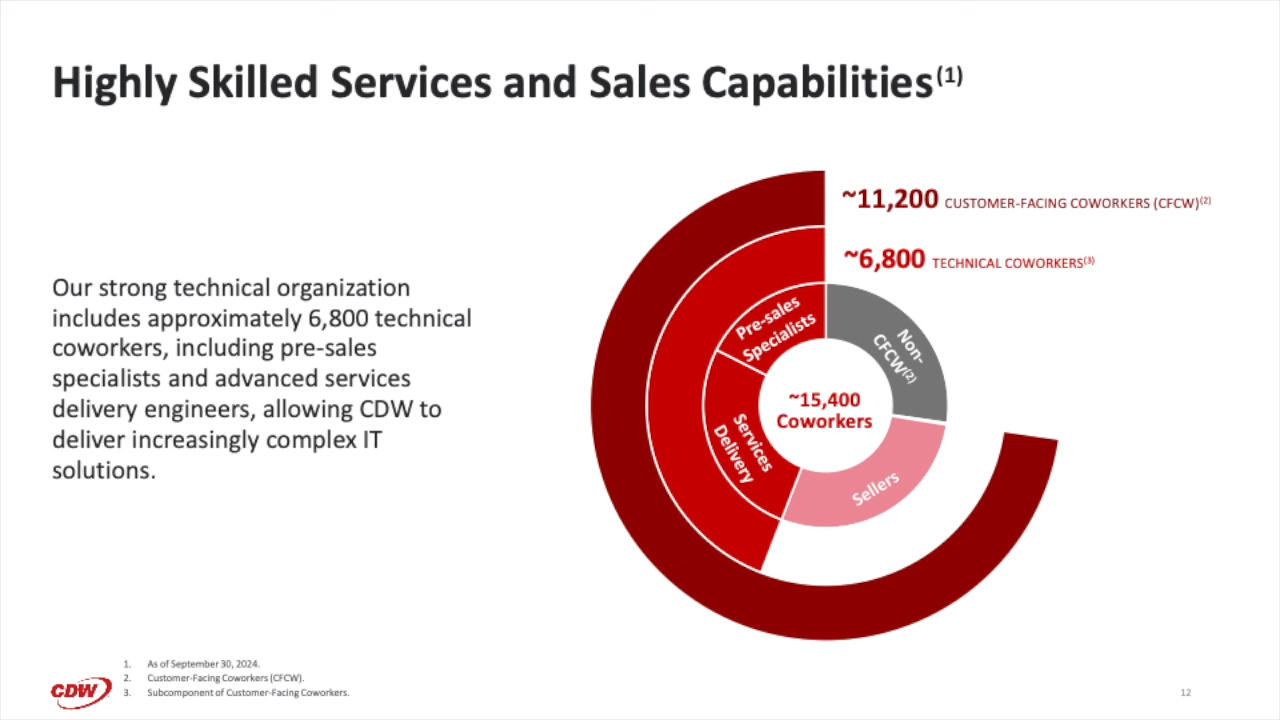 Highly Skilled Services and Sales Capabilities(1)
~11,200 CUSTOMER-FACING COWORKERS (CFCW)(2)
~6,800 TECHNICAL COWORKERS(3)
Our strong technical organization
includes approximately 6,800 technical
coworkers, including pre-sales
specialists and advanced services
delivery engineers, allowing CDW to
deliver increasingly complex IT
solutions.
Pre-sales
Specialists
Non-
CFCW(2)
~15,400
Coworkers
Services
Delivery
Sellers
1. As of September 30, 2024.
2. Customer-Facing Coworkers (CFCW).
3. Subcomponent of Customer-Facing Coworkers.
CDW
12